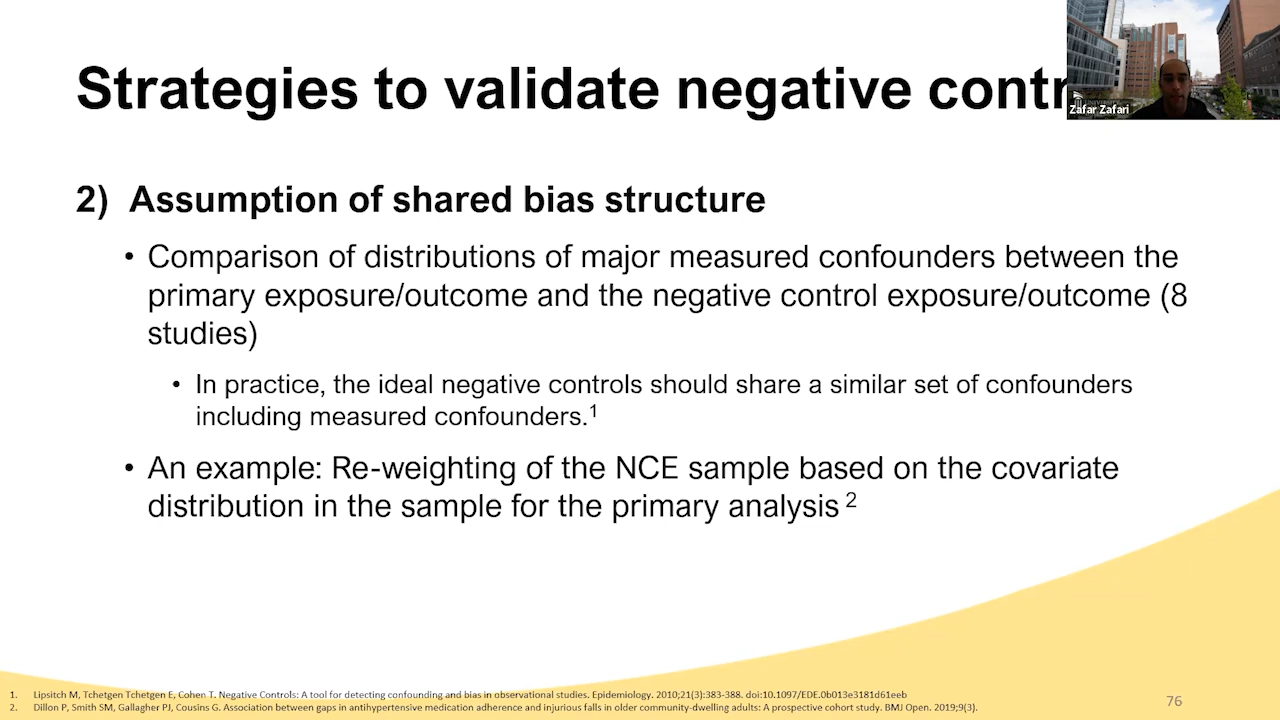 Strategies to validate negative contr
Zafar Zafari
2) Assumption of shared bias structure
• Comparison of distributions of major measured confounders between the
primary exposure/outcome and the negative control exposure/outcome (8
studies)
• In practice, the ideal negative controls should share a similar set of confounders
including measured confounders.1
• An example: Re-weighting of the NCE sample based on the covariate
distribution in the sample for the primary analysis 2
1. Lipsitch M, Tchetgen Tchetgen E, Cohen T. Negative Controls: A tool for detecting confounding and bias in observational studies. Epidemiology. 2010;21(3):383-388. doi:10.1097/EDE.0b013e3181d61eeb
2. Dillon P, Smith SM, Gallagher PJ, Cousins G. Association between gaps in antihypertensive medication adherence and injurious falls in older community-dwelling adults: A prospective cohort study. BMJ Open. 2019;9(3).
76